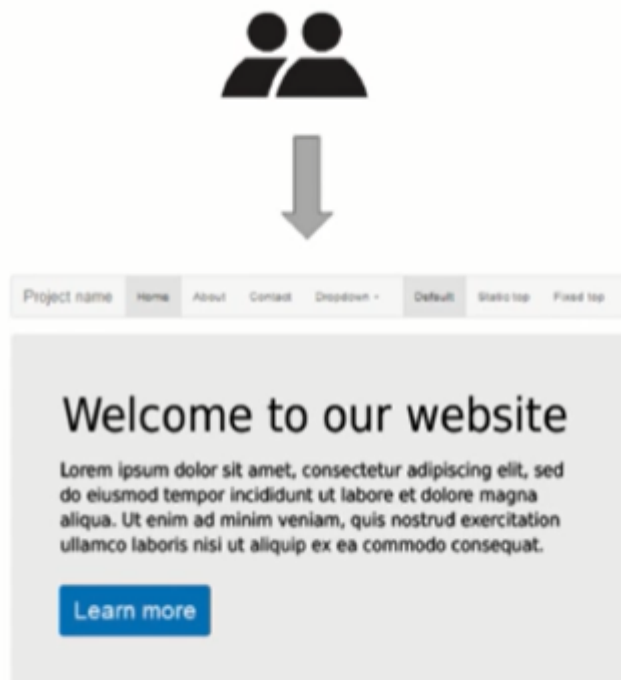 Project name Home About Contact Dropdown Default Static top Fixed top
Welcome to our website
Lorem ipsum dolor sit amet, consectetur adipiscing elit, sed
do eiusmod tempor incididunt ut labore et dolore magna
aliqua. Ut enim ad minim veniam, quis nostrud exercitation
ullamco laboris nisi ut aliquip ex ea commodo consequat.
Learn more